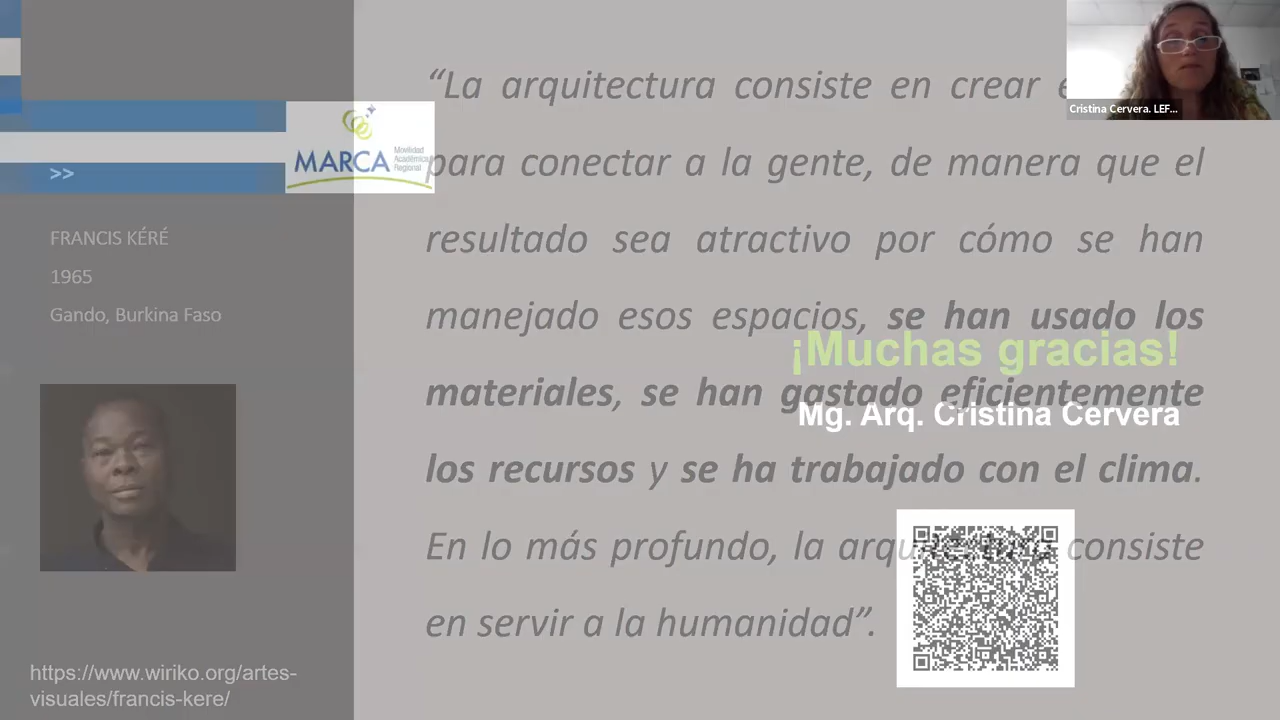 “La arquitectura consiste en crear
para conectar a la gente, de manera que el
resultado sea atractivo por cómo se han
manejado esos espacios, se han usado los
materiales, se han gastado eficientemente
los recursos y se ha trabajado con el clima.
En lo más profundo, la arquitectura consiste
en servir a la humanidad”.
Cristina Cervera. LEF...
MARCA
Movilidad
Académica
Regional
>>
FRANCIS KÉRÉ
1965
Gando, Burkina Faso
¡Muchas gracias!
Mg. Arq. Cristina Cervera
https://www.wiriko.org/artes-
visuales/francis-kere/